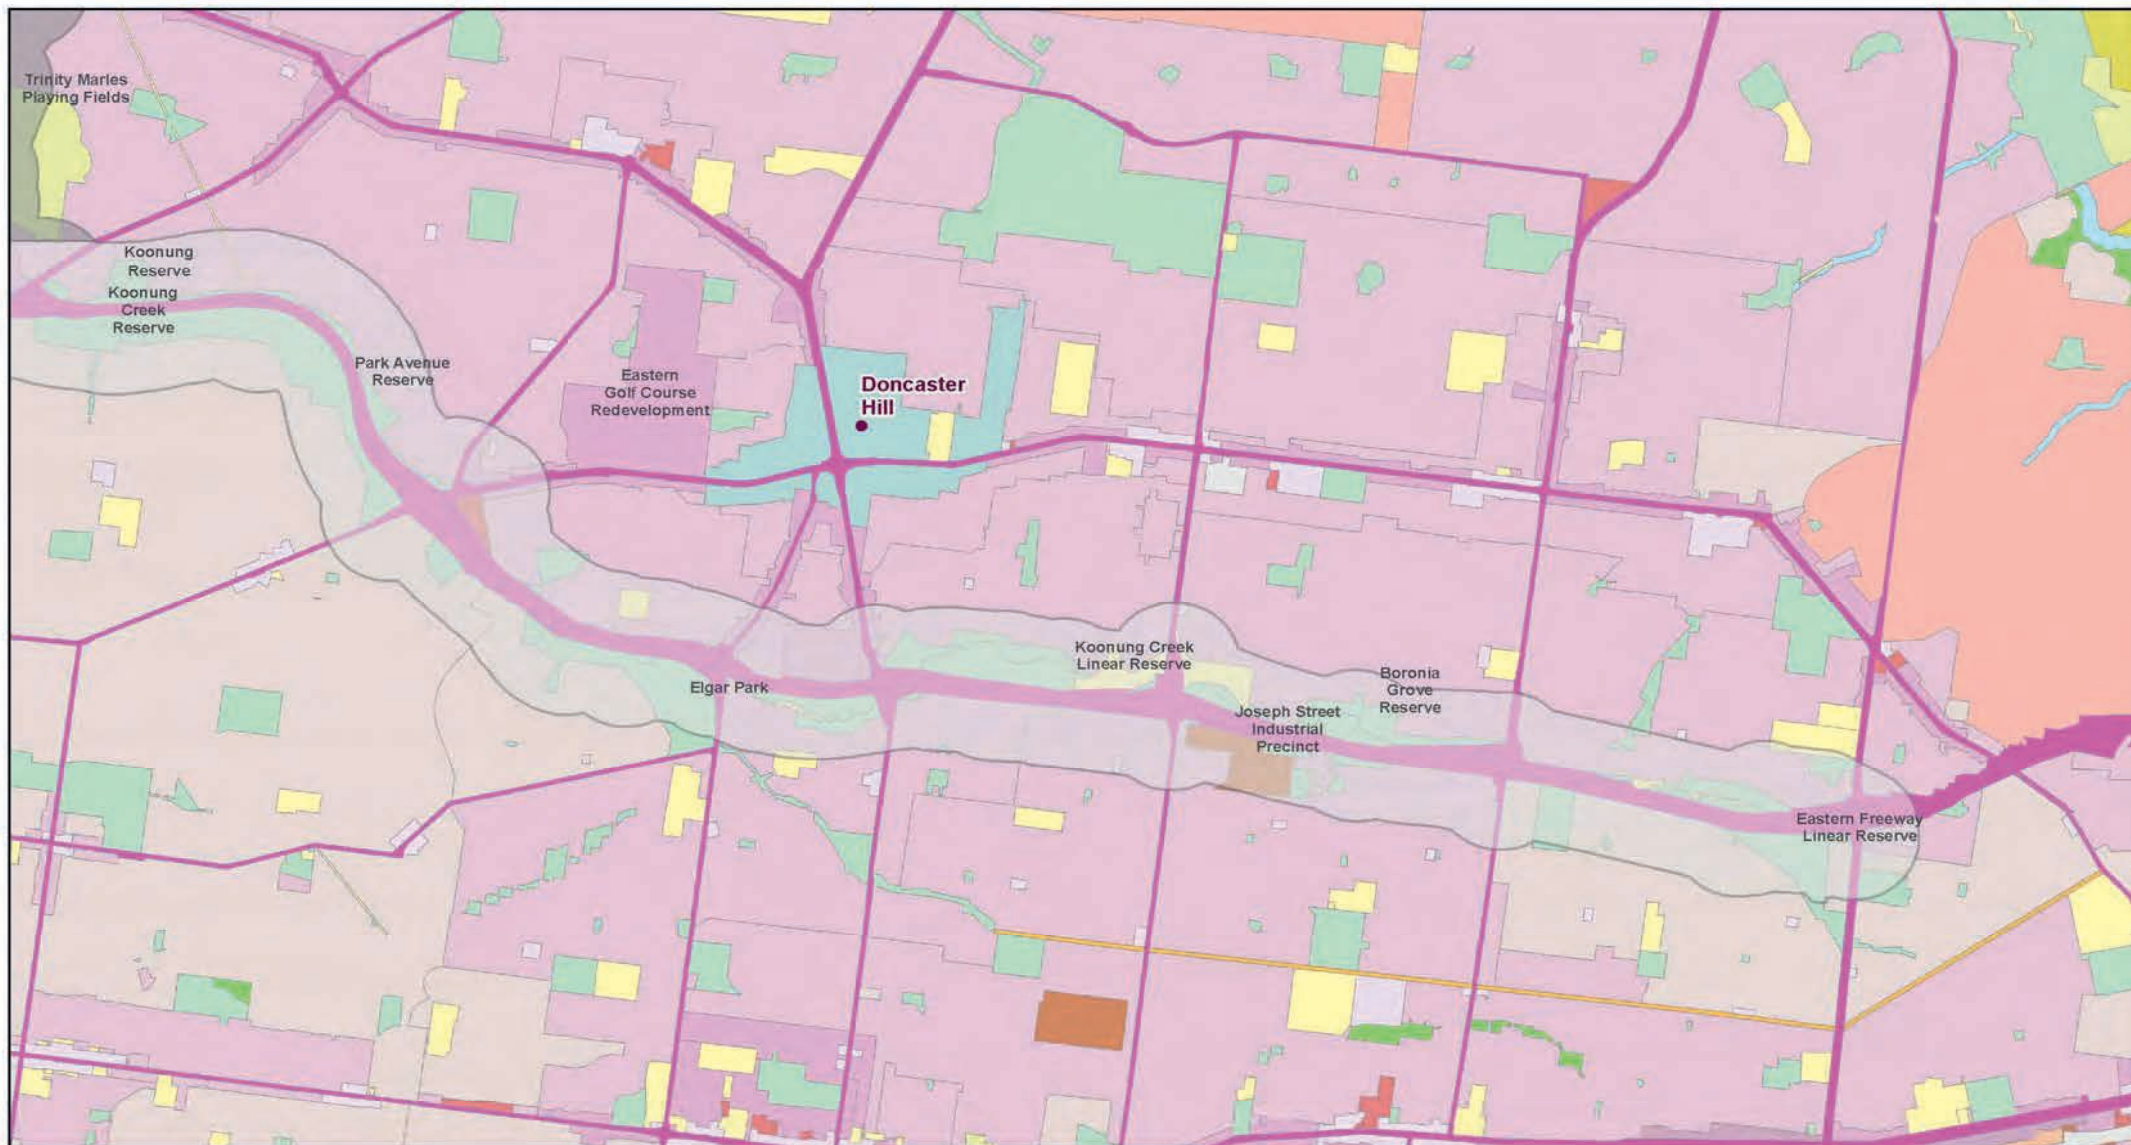 Trinity Marles
Playing Fields
Koonung
Reserve
Koonung
Creek
Reserve
Park Avenue
Reserve
Eastern
Golf Course
Redevelopment
Doncaster
Hill
Koonung Creek
Linear Reserve
Elgar Park
Boronia
Grove
Reserve
Joseph Street
Industrial
Precinct
Eastern Freeway
Linear Reserve